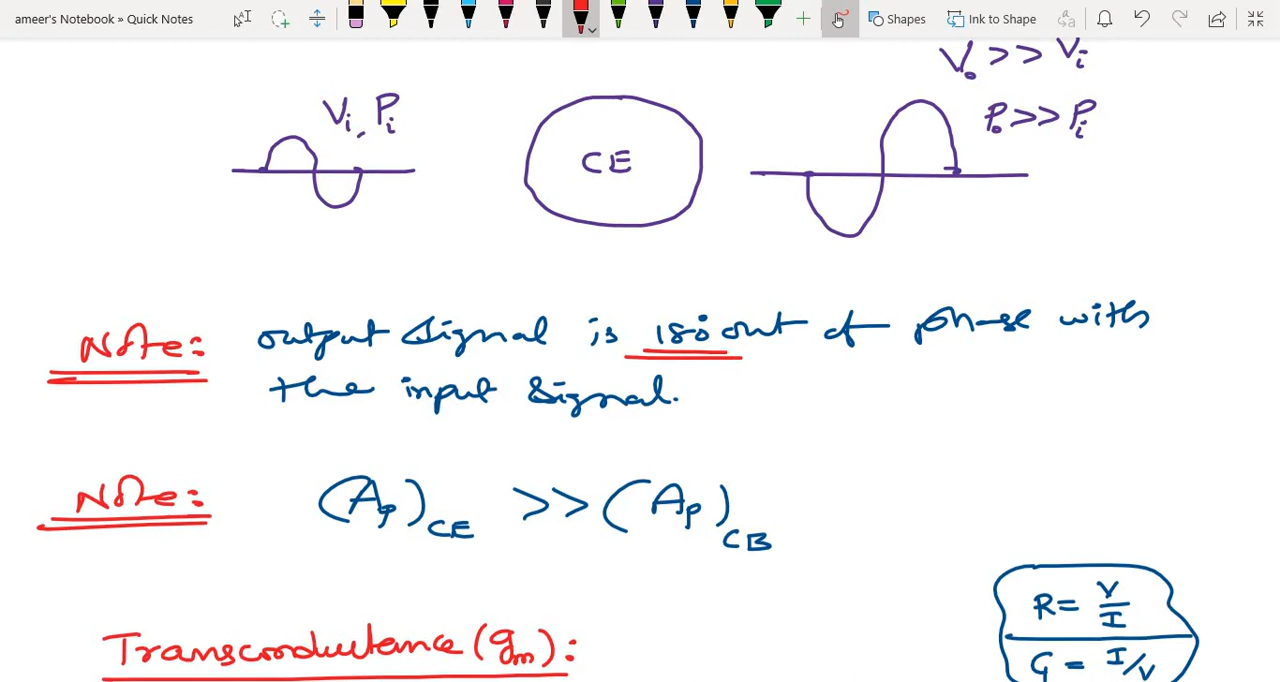 ameer's Notebook » Quick Notes
Shapes
Ink to Shape
V₀ >> Vᵢ
Vᵢ, Pᵢ
P₀ >> Pᵢ
CE
Note: output signal is 180° out of phase with
the input signal.
Note: (Aₚ)CE >> (Aₚ)CB
R = V/I
Transconductance (gₘ):
G = I/V